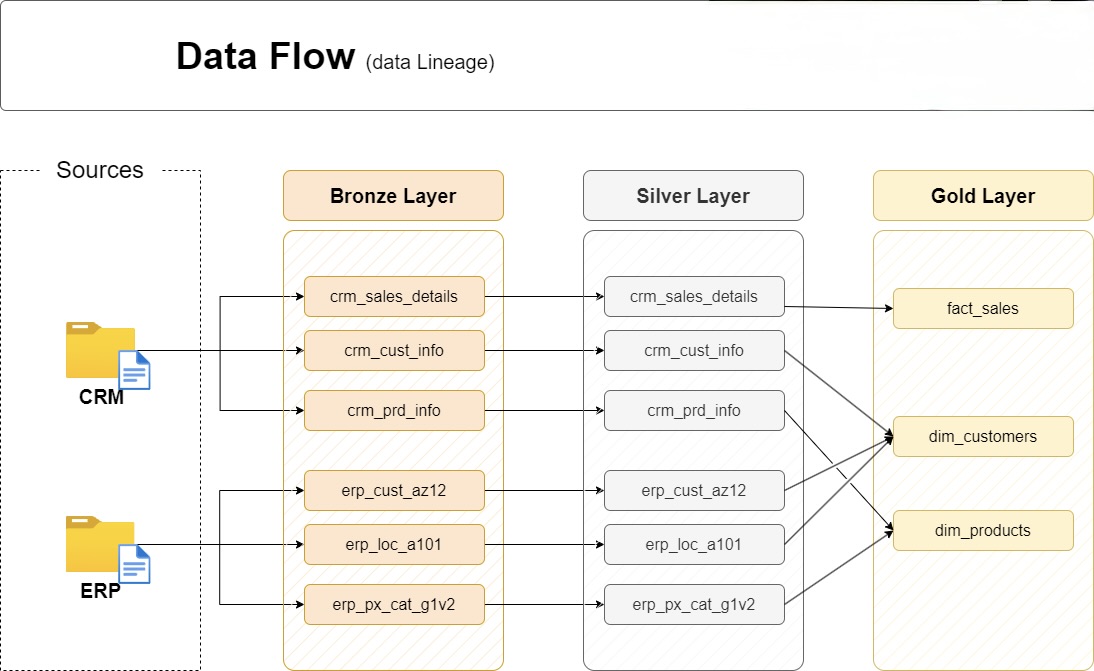 Data Flow (data Lineage)
Sources
Bronze Layer
Silver Layer
Gold Layer
CRM
ERP
crm_sales_details
crm_cust_info
crm_prd_info
erp_cust_az12
erp_loc_a101
erp_px_cat_g1v2
crm_sales_details
crm_cust_info
crm_prd_info
erp_cust_az12
erp_loc_a101
erp_px_cat_g1v2
fact_sales
dim_customers
dim_products